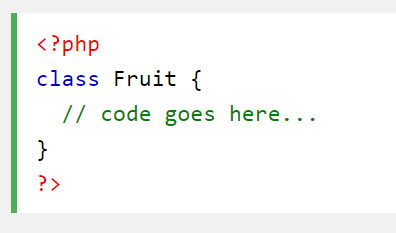 <?php
class Fruit {
  // code goes here...
}
?>